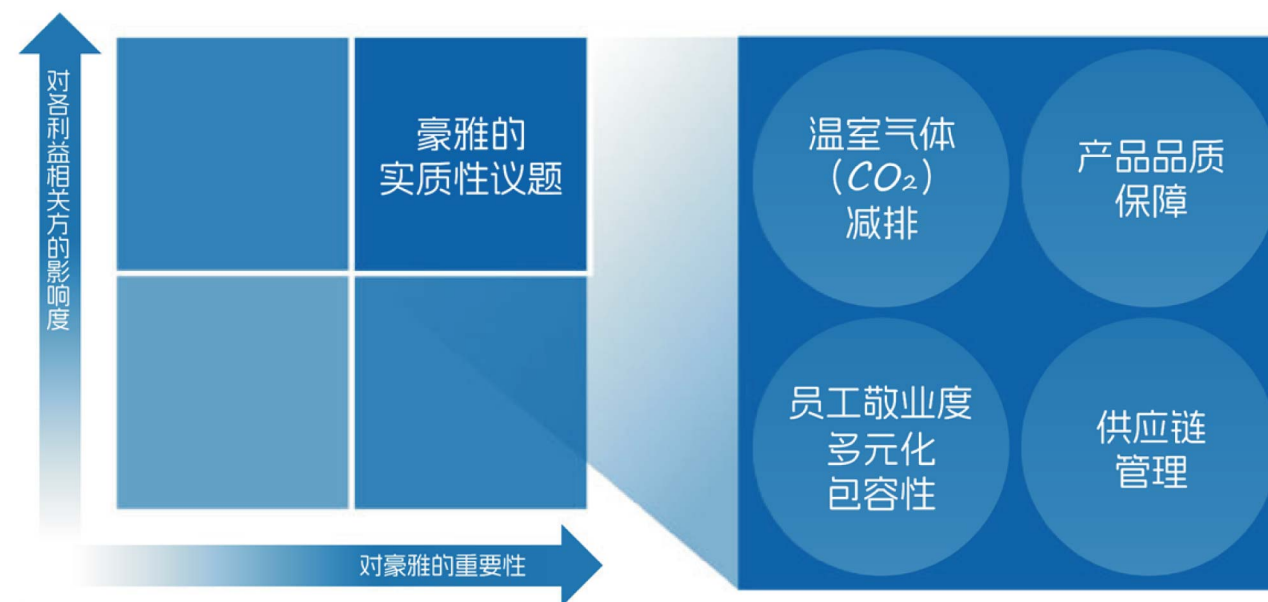 对各利益相关方的影响度
豪雅的
实质性议题
对豪雅的重要性
温室气体
（CO₂）
减排
产品品质
保障
员工敬业度
多元化
包容性
供应链
管理